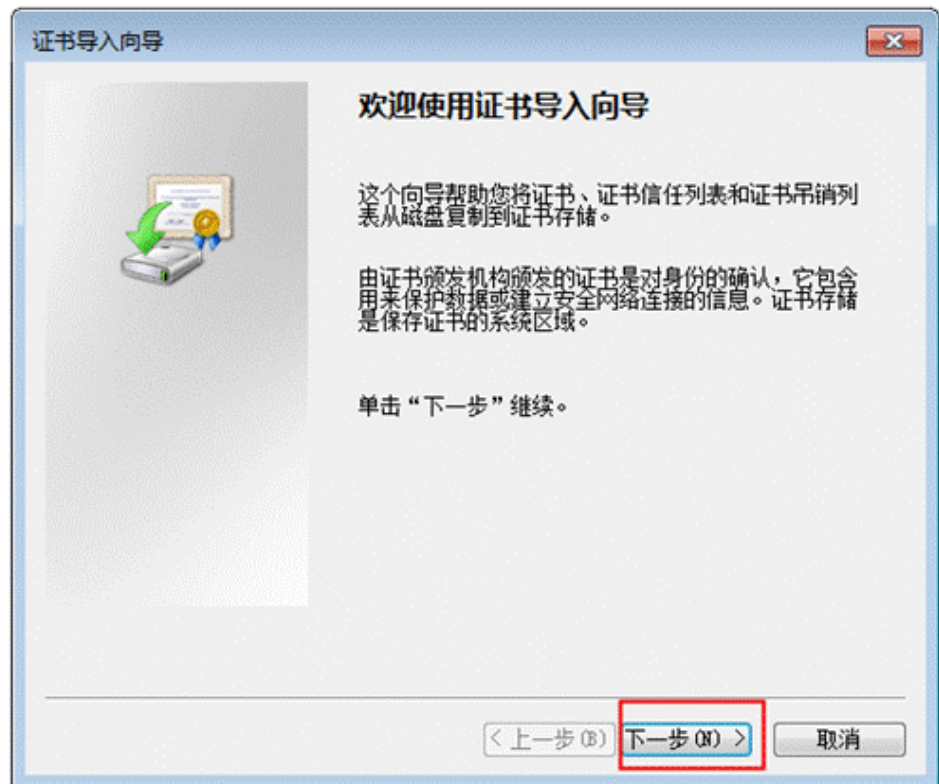 证书导入向导
欢迎使用证书导入向导
这个向导帮助您将证书、证书信任列表和证书吊销列
表从磁盘复制到证书存储。
由证书颁发机构颁发的证书是对身份的确认，它包含
用来保护数据或建立安全网络连接的信息。证书存储
是保存证书的系统区域。
单击“下一步”继续。
< 上一步(B) 下一步(N) > 取消